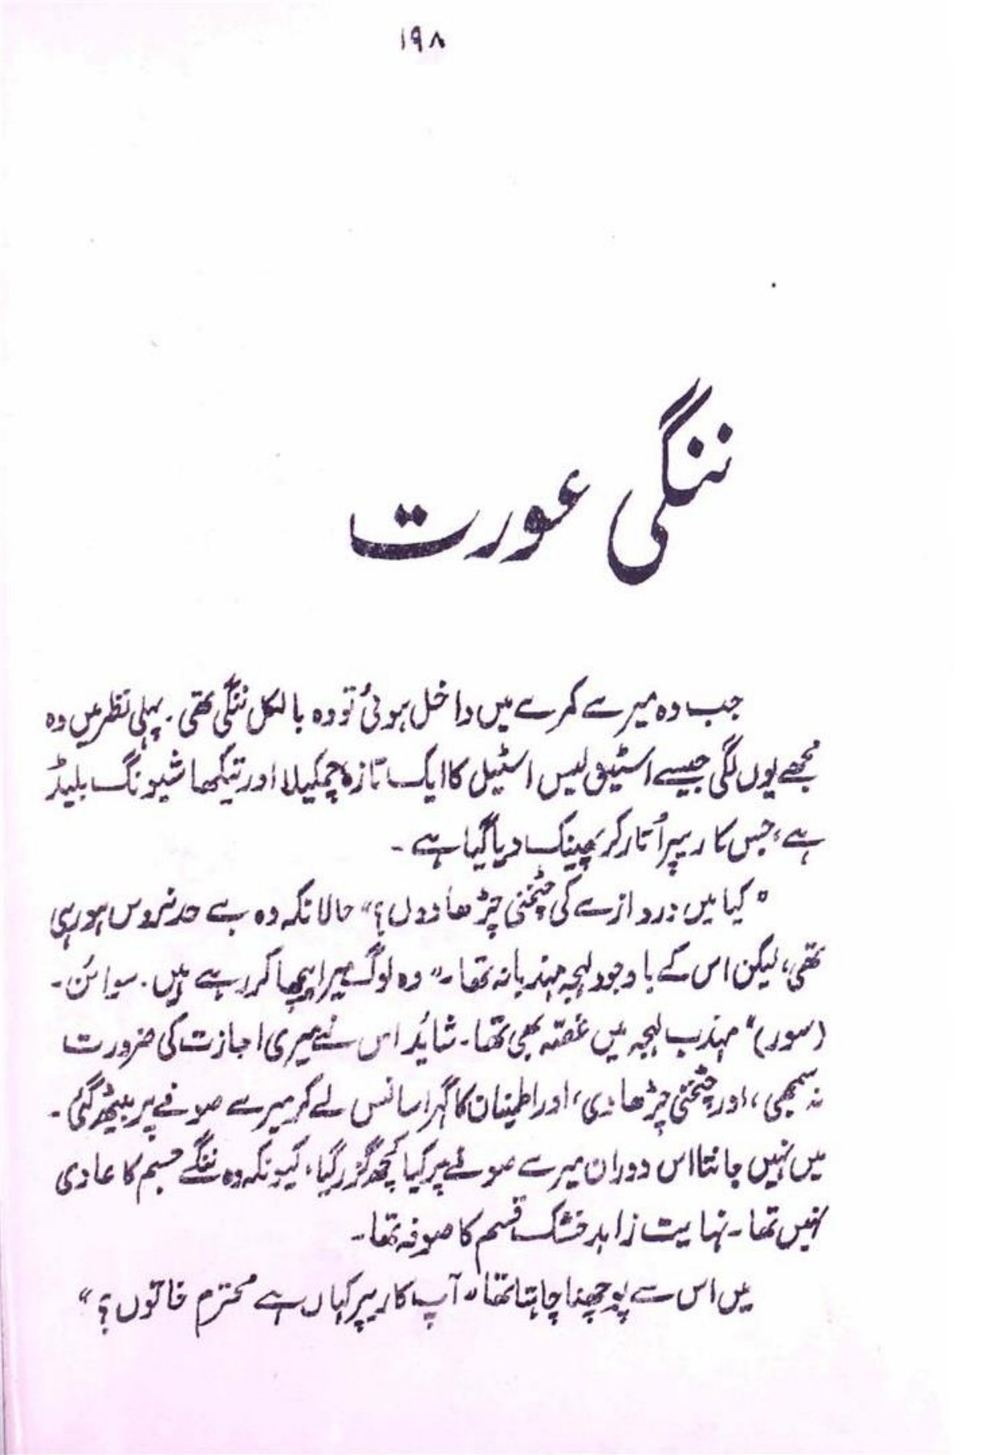 ۱۹۸
ننگی عورت
جب وہ میرے کمرے میں داخل ہوئی تو وہ بالکل ننگی تھی۔ پہلی نظر میں وہ
مجھے یوں لگی جیسے اسٹین لیس اسٹیل کا ایک تازہ چمکیلا اور تیکھا شیونگ بلیڈ
ہے، جس کا ریپر اُتار کر پھینک دیا گیا ہے ۔
" کیا میں دروازے کی چٹخنی چڑھا دوں؟" حالانکہ وہ بے حد نروس ہو رہی
تھی، لیکن اس کے باوجود لہجہ مہذبانہ تھا۔ "وہ لوگ میرا پیچھا کر رہے ہیں۔ سوائن۔
(سور)" مہذب لہجہ میں غصّہ بھی تھا۔ شائد اس نے میری اجازت کی ضرورت
نہ سمجھی، اور چٹخنی چڑھا دی، اور اطمینان کا گہرا سانس لے کر میرے صوفے پر بیٹھ گئی ۔
میں نہیں جانتا اس دوران میرے صوفے پر کیا کچھ گزر گیا، کیونکہ وہ ننگے جسم کا عادی
نہیں تھا۔ نہایت زاہد خشک قسم کا صوفہ تھا۔
میں اس سے پوچھنا چاہتا تھا "آپ کا ریپر کہاں ہے محترم خاتون؟"